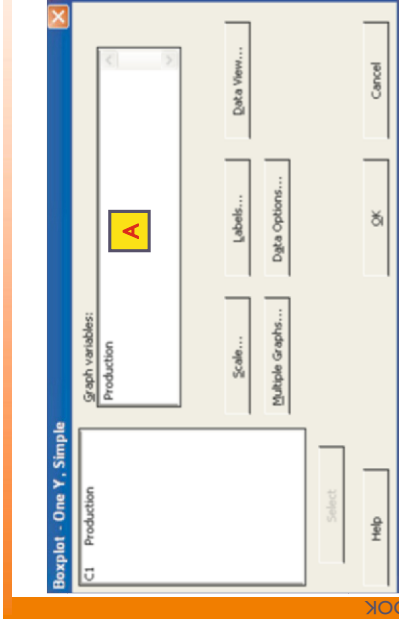 Boxplot - One Y, Simple
C1 Production
Graph variables:
Production
A
Scale...
Labels...
Data View...
Multiple Graphs...
Data Options...
Select
Help
OK
Cancel